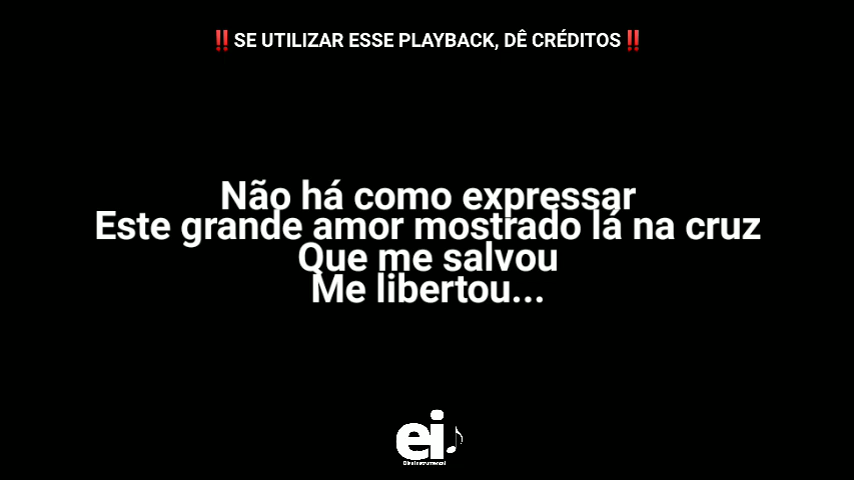 ‼️SE UTILIZAR ESSE PLAYBACK, DÊ CRÉDITOS‼️
Não há como expressar
Este grande amor mostrado lá na cruz
Que me salvou
Me libertou...
ei